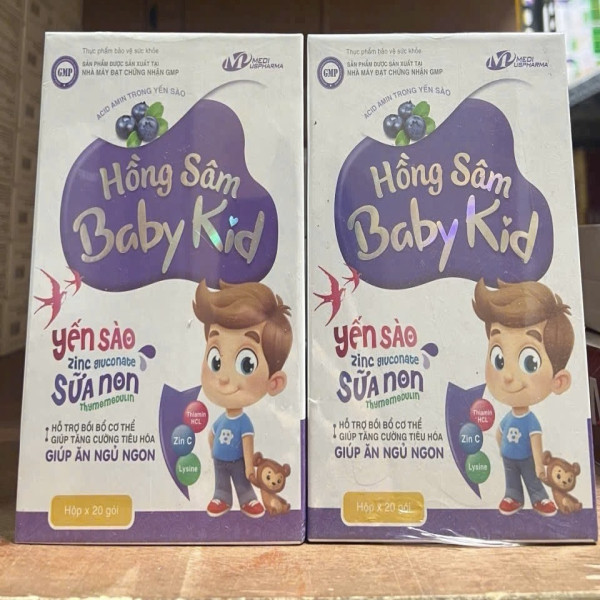 Thực phẩm bảo vệ sức khỏe
GMP
SẢN PHẨM ĐƯỢC SẢN XUẤT TẠI
NHÀ MÁY ĐẠT CHỨNG NHẬN GMP
MEDI
USPHARMA
ACID AMIN TRONG YẾN SÀO
Hồng Sâm
Baby Kid
yến sào
Zinc gluconate
SỮA non
Thymomodulin
HỖ TRỢ BỒI BỔ CƠ THỂ
GIÚP TĂNG CƯỜNG TIÊU HÓA
GIÚP ĂN NGỦ NGON
Thiamin
HCL
Zin C
Lysine
Hộp x 20 gói
Thực phẩm bảo vệ sức khỏe
GMP
SẢN PHẨM ĐƯỢC SẢN XUẤT TẠI
NHÀ MÁY ĐẠT CHỨNG NHẬN GMP
MEDI
USPHARMA
ACID AMIN TRONG YẾN SÀO
Hồng Sâm
Baby Kid
yến sào
Zinc gluconate
SỮA non
Thymomodulin
HỖ TRỢ BỒI BỔ CƠ THỂ
GIÚP TĂNG CƯỜNG TIÊU HÓA
GIÚP ĂN NGỦ NGON
Thiamin
HCL
Zin C
Lysine
Hộp x 20 gói